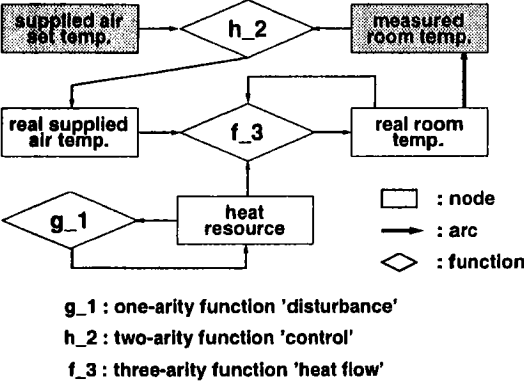 supplied air
set temp.
h_2
measured
room temp.
real supplied
air temp.
f_3
real room
temp.
g_1
heat
resource
: node
: arc
: function
g_1 : one-arity function 'disturbance'
h_2 : two-arity function 'control'
f_3 : three-arity function 'heat flow'